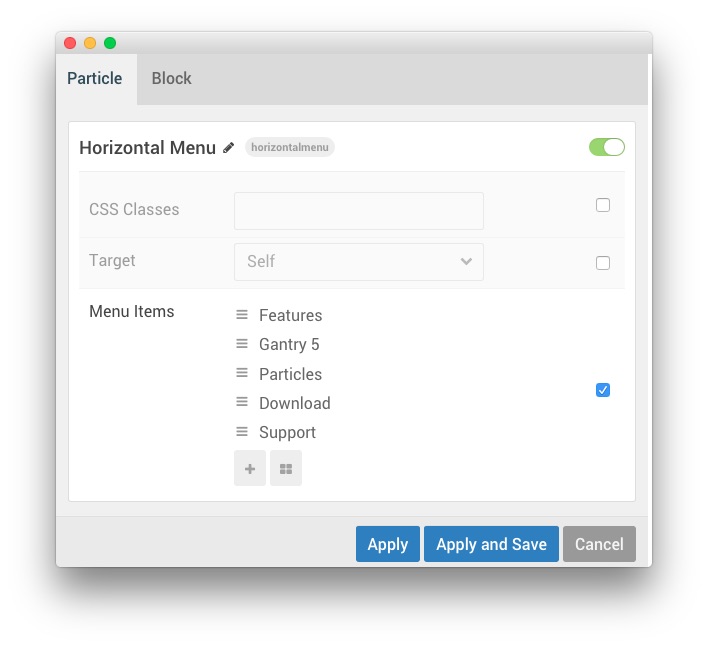 Particle Block
Horizontal Menu horizontalmenu
CSS Classes
Target Self
Menu Items
Features
Gantry 5
Particles
Download
Support
Apply Apply and Save Cancel